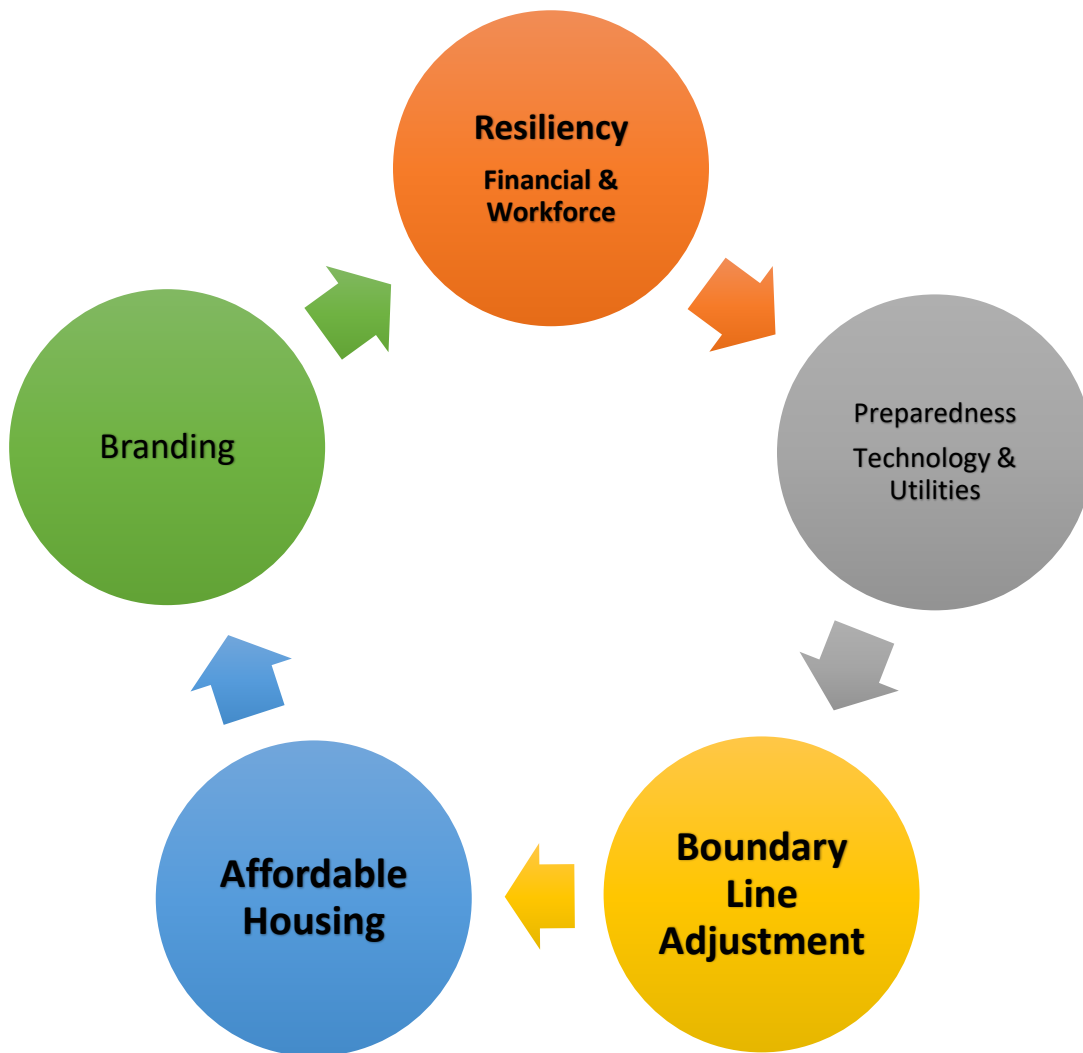 Resiliency
Financial &
Workforce
Preparedness
Technology &
Utilities
Boundary
Line
Adjustment
Affordable
Housing
Branding